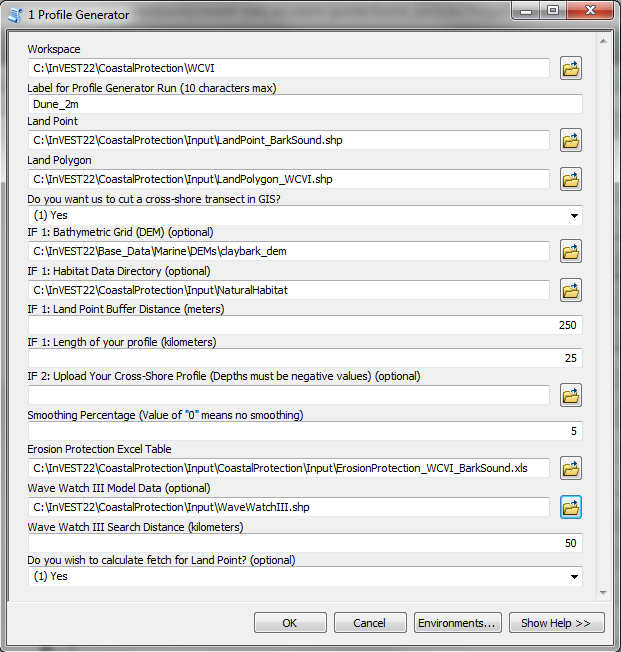 1 Profile Generator
Workspace
C:\InVEST22\CoastalProtection\WCVI
Label for Profile Generator Run (10 characters max)
Dune_2m
Land Point
C:\InVEST22\CoastalProtection\Input\LandPoint_BarkSound.shp
Land Polygon
C:\InVEST22\CoastalProtection\Input\LandPolygon_WCVI.shp
Do you want us to cut a cross-shore transect in GIS?
(1) Yes
IF 1: Bathymetric Grid (DEM) (optional)
C:\InVEST22\Base_Data\Marine\DEMs\claybark_dem
IF 1: Habitat Data Directory (optional)
C:\InVEST22\CoastalProtection\Input\NaturalHabitat
IF 1: Land Point Buffer Distance (meters)
250
IF 1: Length of your profile (kilometers)
25
IF 2: Upload Your Cross-Shore Profile (Depths must be negative values) (optional)
Smoothing Percentage (Value of "0" means no smoothing)
5
Erosion Protection Excel Table
C:\InVEST22\CoastalProtection\Input\CoastalProtection\Input\ErosionProtection_WCVI_BarkSound.xls
Wave Watch III Model Data (optional)
C:\InVEST22\CoastalProtection\Input\WaveWatchIII.shp
Wave Watch III Search Distance (kilometers)
50
Do you wish to calculate fetch for Land Point? (optional)
(1) Yes
OK Cancel Environments... Show Help >>